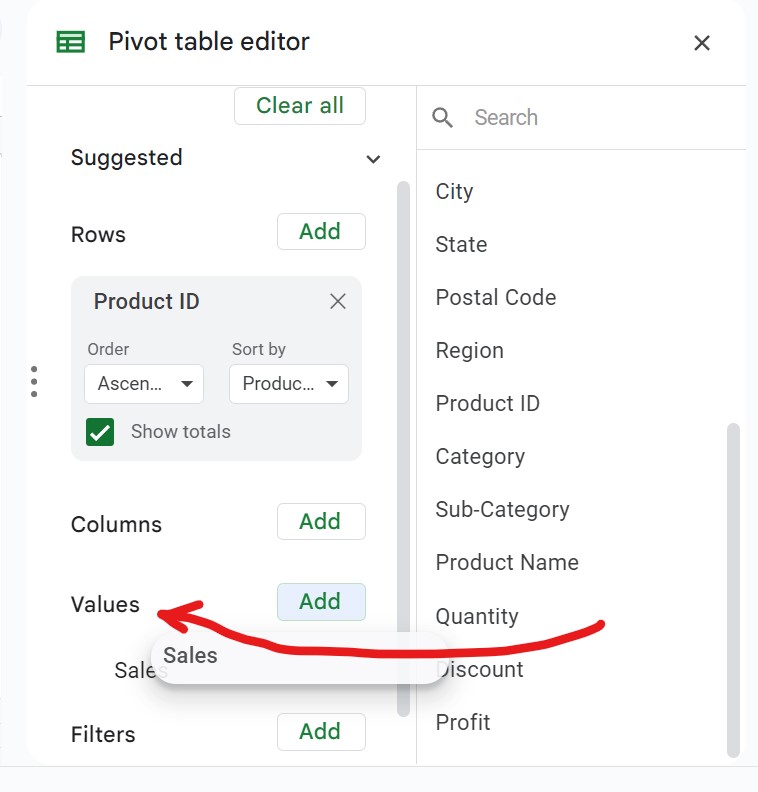 Pivot table editor
Clear all
Suggested
Rows
Add
Product ID
Order
Sort by
Ascen...
Produc...
Show totals
Columns
Add
Values
Add
Sales
Sales
Filters
Add
Search
City
State
Postal Code
Region
Product ID
Category
Sub-Category
Product Name
Quantity
Discount
Profit